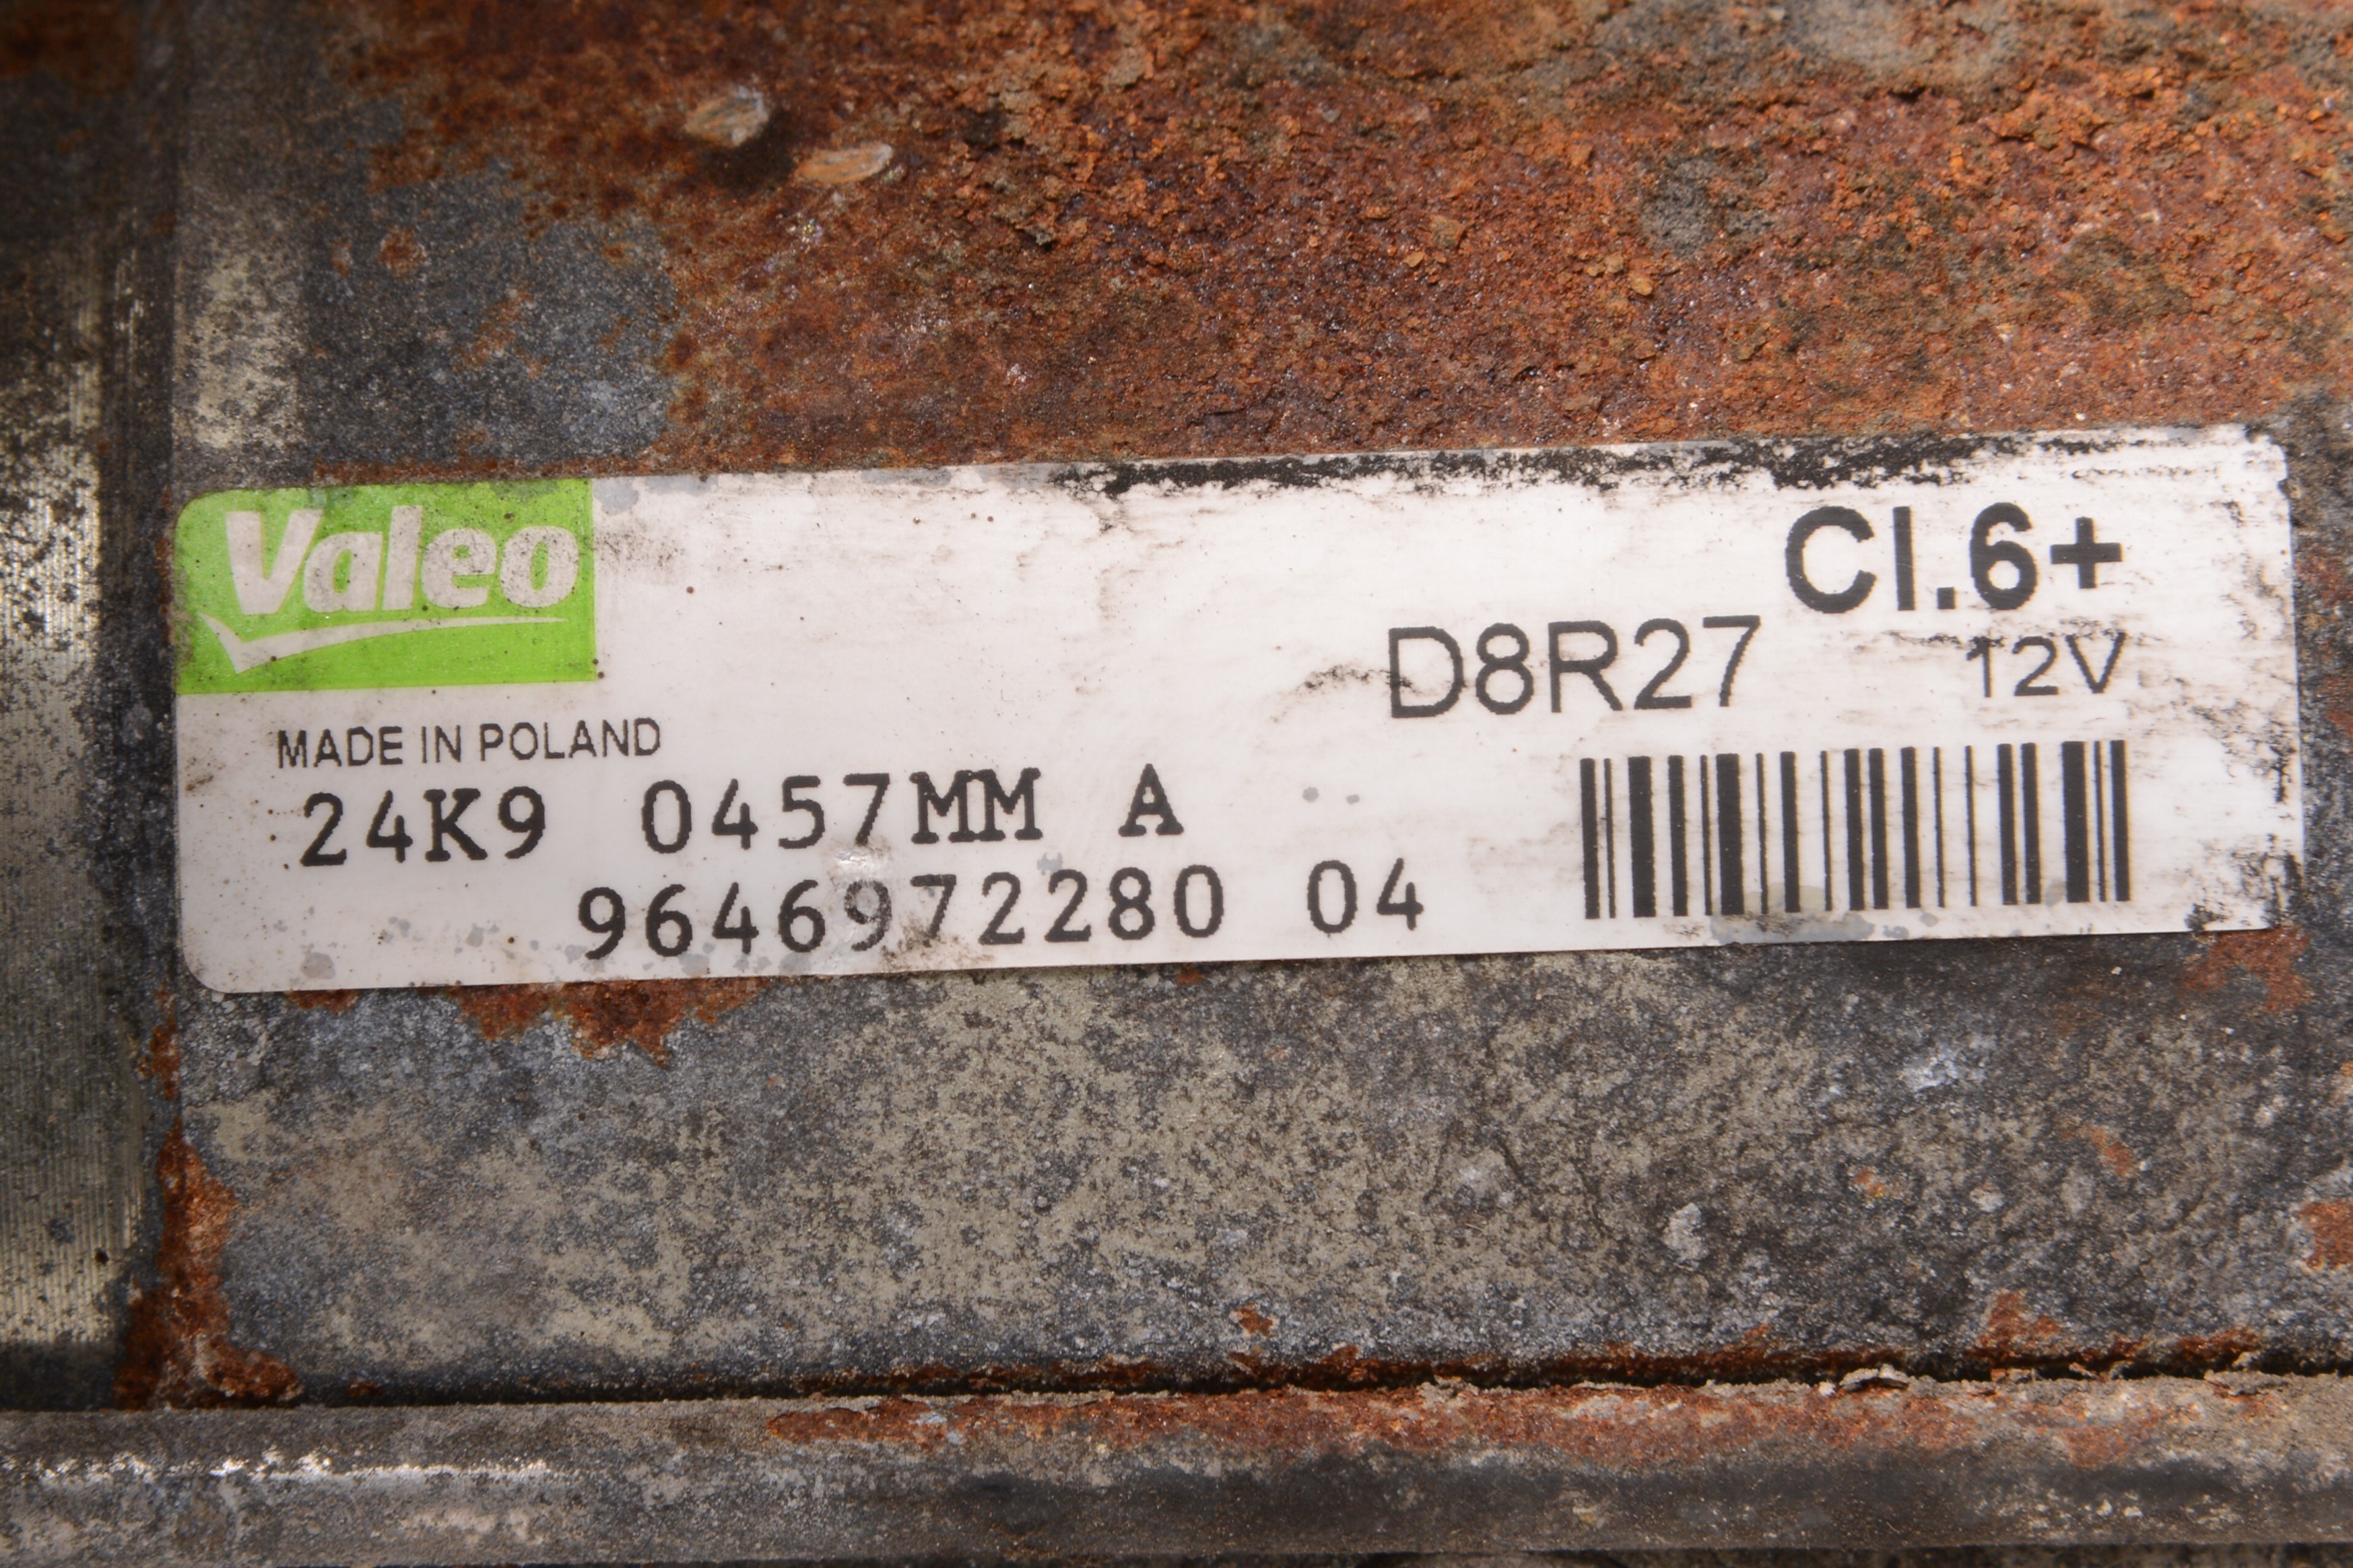 Valeo
Cl.6+
D8R27 12V
MADE IN POLAND
24K9 0457MM A
9646972280 04